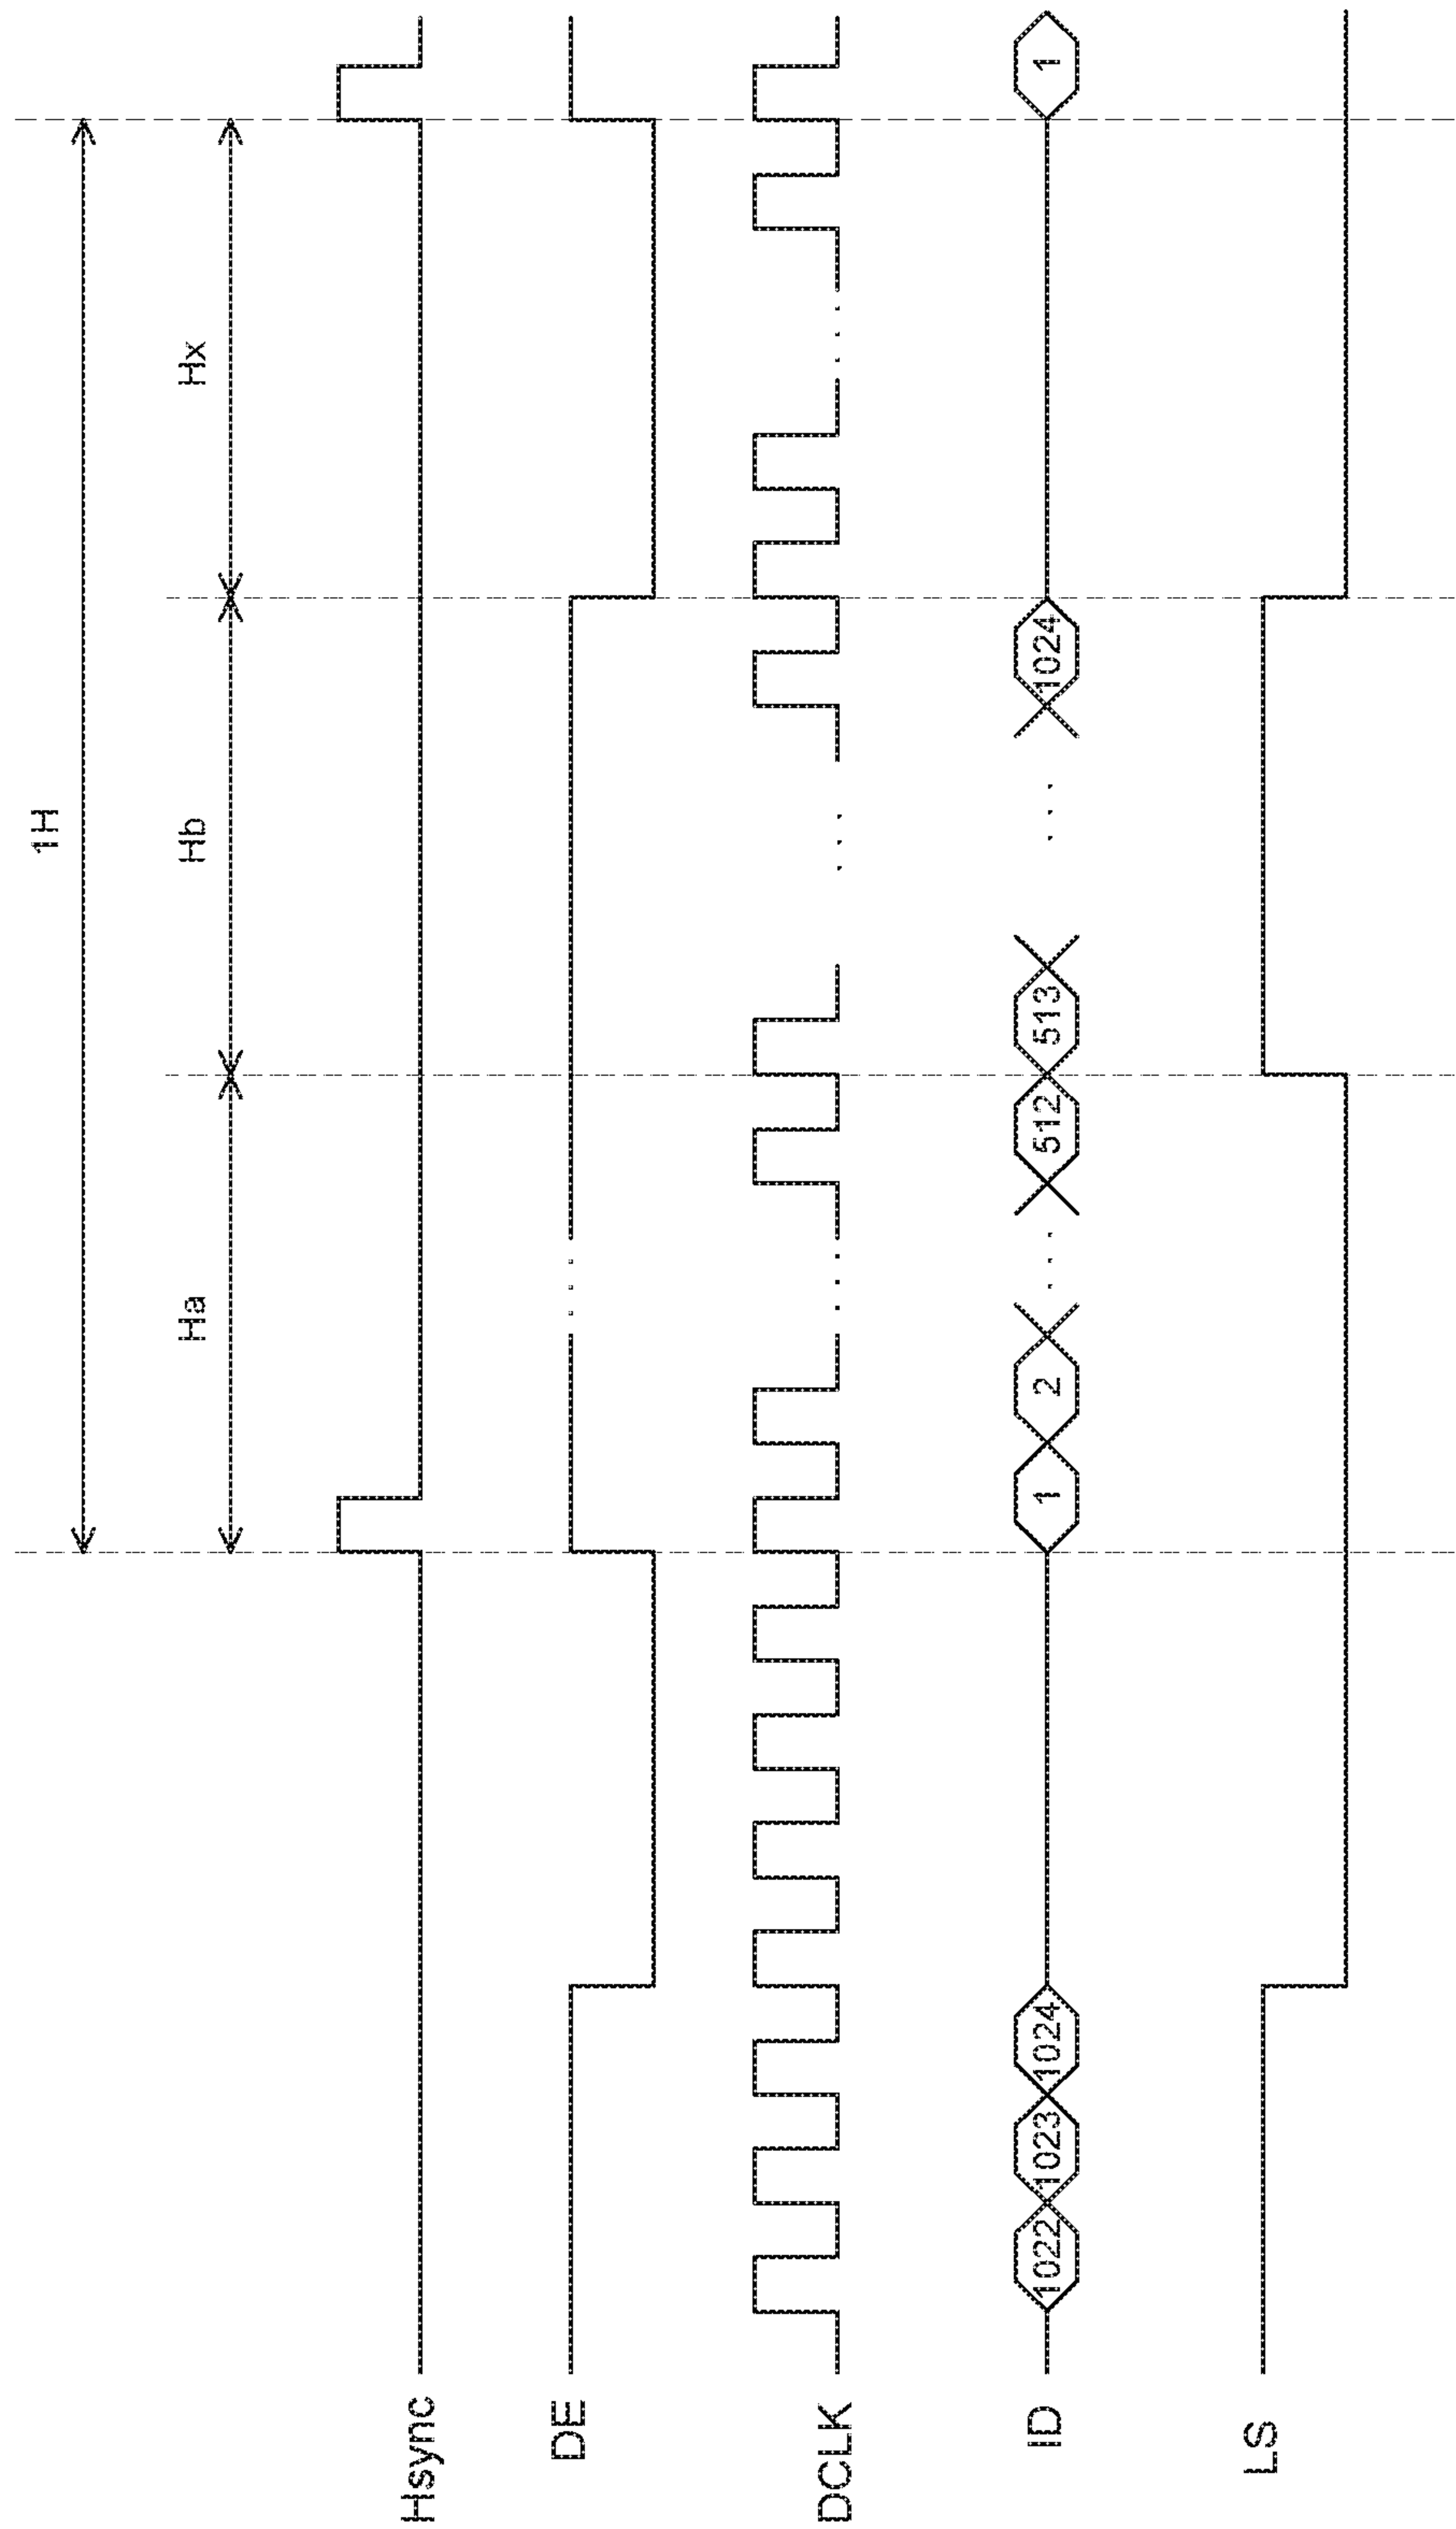 1H
Ha Hb Hx
Hsync
DE
DCLK
ID 1022 1023 1024 1 2 ... 512 513 ... 1024 1
LS